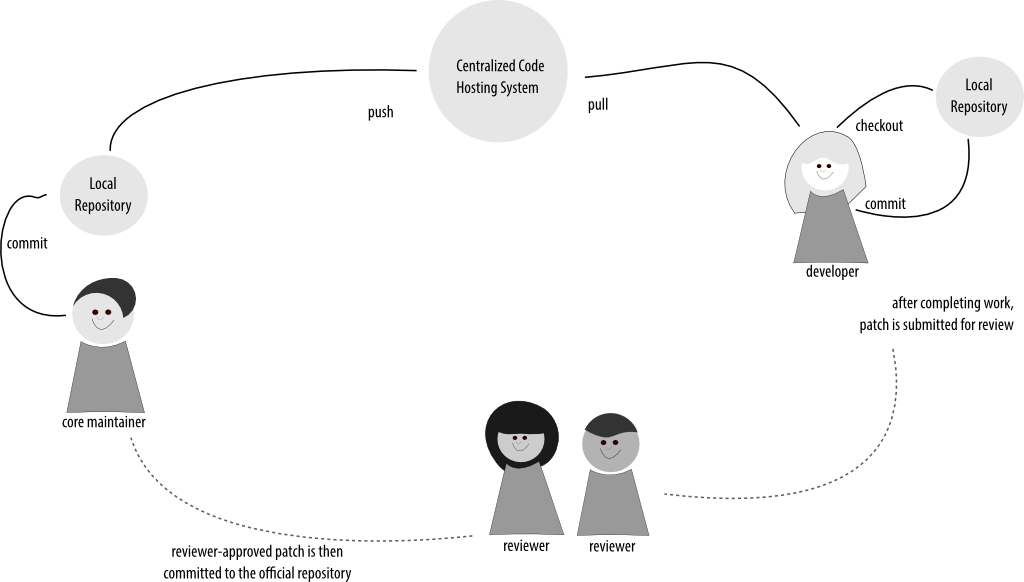 Centralized Code
Hosting System
push
pull
Local
Repository
checkout
commit
developer
Local
Repository
commit
core maintainer
after completing work,
patch is submitted for review
reviewer
reviewer
reviewer-approved patch is then
committed to the official repository